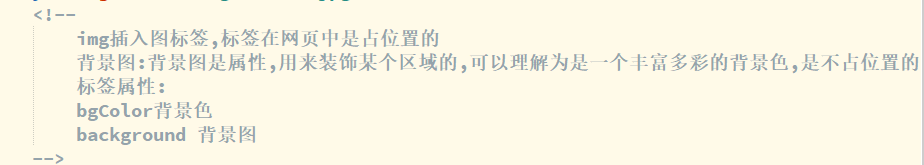 <!--
img插入图标签,标签在网页中是占位置的
背景图:背景图是属性,用来装饰某个区域的,可以理解为是一个丰富多彩的背景色,是不占位置的
标签属性:
bgColor背景色
background 背景图
-->